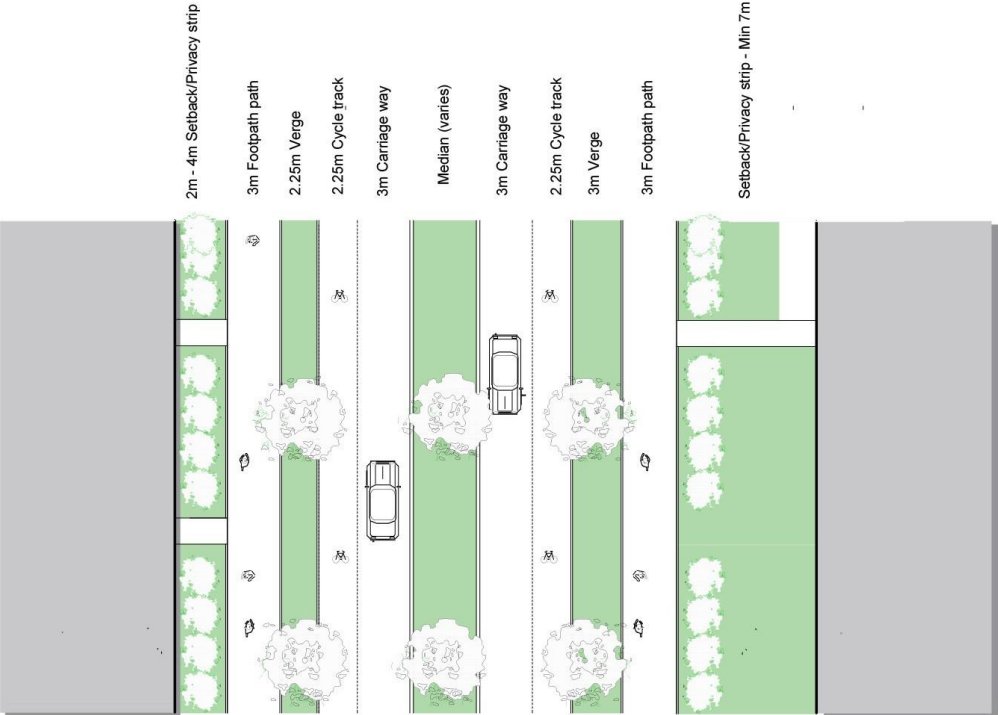 2m - 4m Setback/Privacy strip
3m Footpath path
2.25m Verge
2.25m Cycle track
3m Carriage way
Median (varies)
3m Carriage way
2.25m Cycle track
3m Verge
3m Footpath path
Setback/Privacy strip - Min 7m